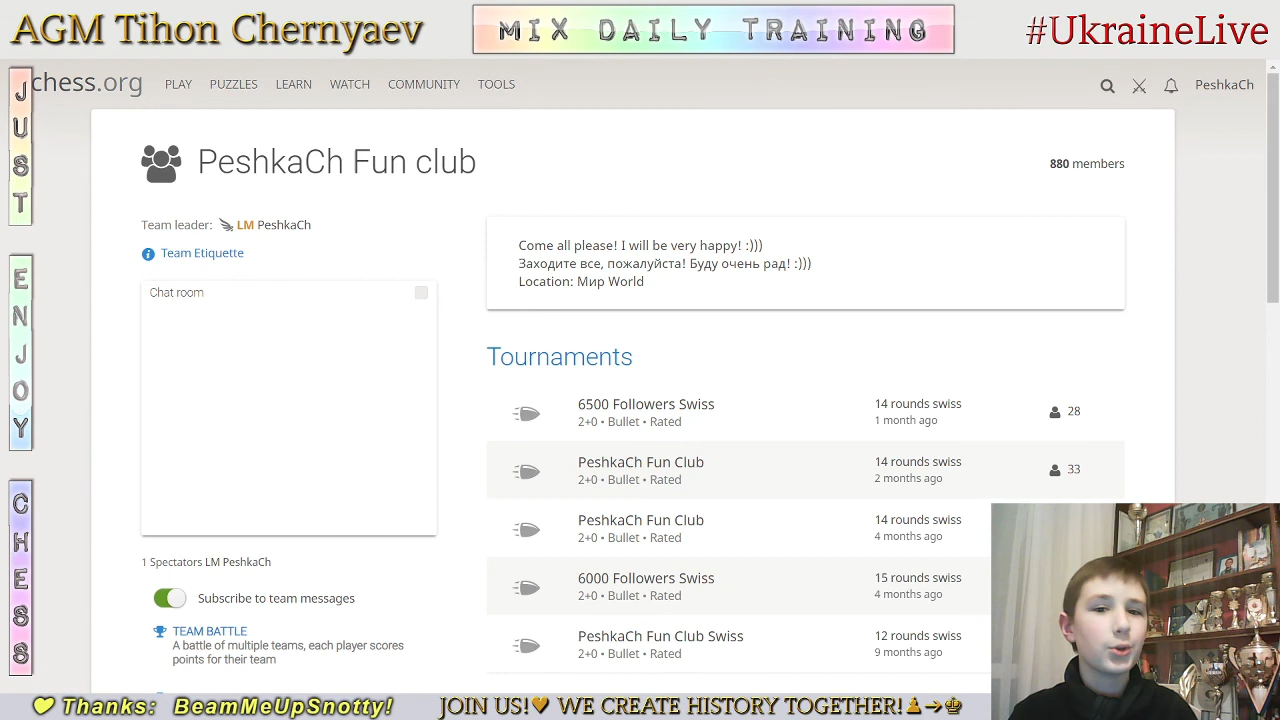 AGM Tihon Chernyaev
MIX DAILY TRAINING
#UkraineLive
JUST
ENJOY
CHESS
chess.org
PLAY PUZZLES LEARN WATCH COMMUNITY TOOLS
PeshkaCh
PeshkaCh Fun club
880 members
Team leader: LM PeshkaCh
Team Etiquette
Chat room
1 Spectators LM PeshkaCh
Subscribe to team messages
TEAM BATTLE
A battle of multiple teams, each player scores
points for their team
Come all please! I will be very happy! :)))
Заходите все, пожалуйста! Буду очень рад! :)))
Location: Мир World
Tournaments
6500 Followers Swiss 14 rounds swiss 28
2+0 • Bullet • Rated 1 month ago
PeshkaCh Fun Club 14 rounds swiss 33
2+0 • Bullet • Rated 2 months ago
PeshkaCh Fun Club 14 rounds swiss
2+0 • Bullet • Rated 4 months ago
6000 Followers Swiss 15 rounds swiss
2+0 • Bullet • Rated 4 months ago
PeshkaCh Fun Club Swiss 12 rounds swiss
2+0 • Bullet • Rated 9 months ago
Thanks: BeamMeUpSnotty!
JOIN US!🧡 WE CREATE HISTORY TOGETHER!♟→♚